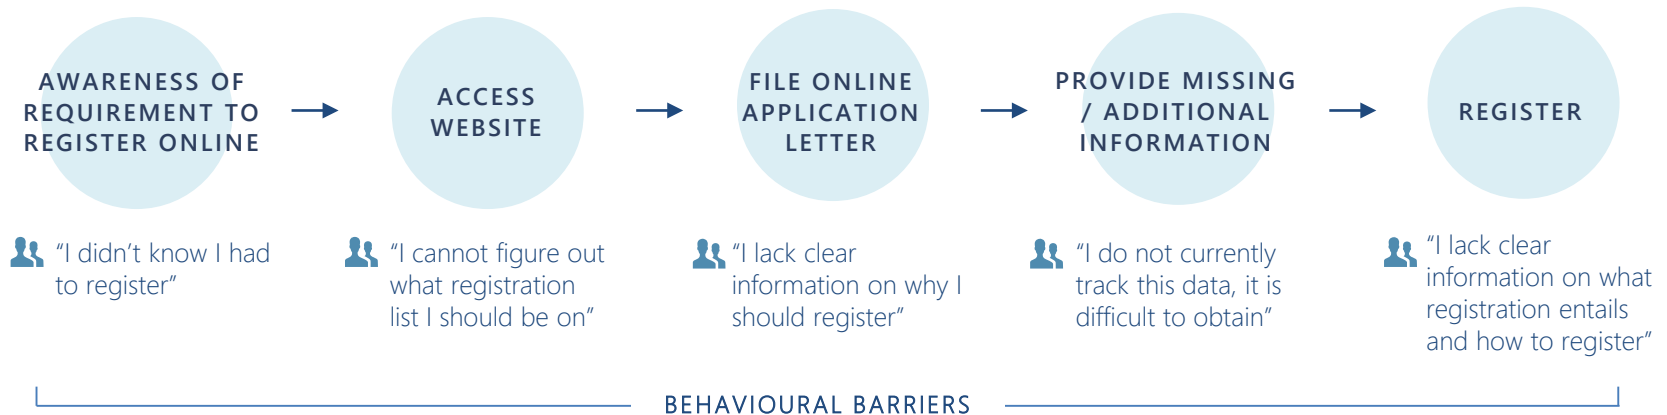 AWARENESS OF
REQUIREMENT TO
REGISTER ONLINE
ACCESS
WEBSITE
FILE ONLINE
APPLICATION
LETTER
PROVIDE MISSING
/ ADDITIONAL
INFORMATION
REGISTER
“I didn’t know I had
to register”
“I cannot figure out
what registration
list I should be on”
“I lack clear
information on why I
should register”
“I do not currently
track this data, it is
difficult to obtain”
“I lack clear
information on what
registration entails
and how to register”
BEHAVIOURAL BARRIERS